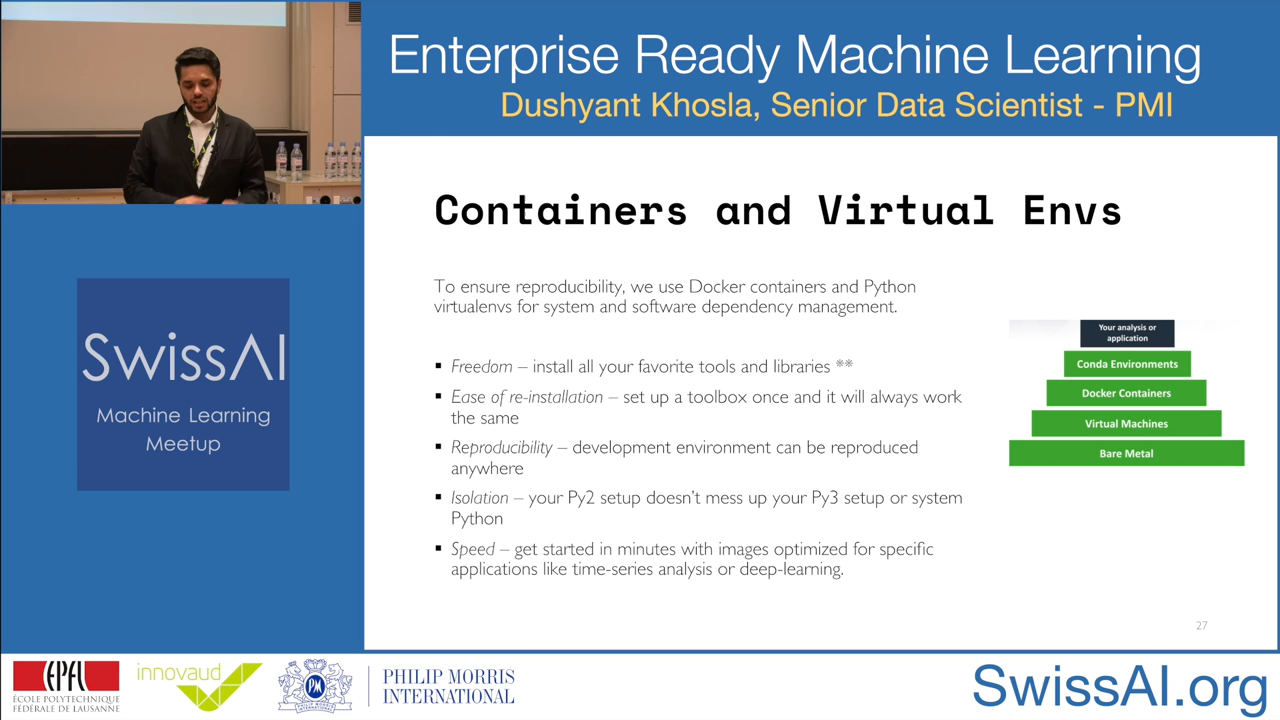 Enterprise Ready Machine Learning
Dushyant Khosla, Senior Data Scientist - PMI
Containers and Virtual Envs
To ensure reproducibility, we use Docker containers and Python
virtualenvs for system and software dependency management.
▪ Freedom – install all your favorite tools and libraries **
▪ Ease of re-installation – set up a toolbox once and it will always work
the same
▪ Reproducibility – development environment can be reproduced
anywhere
▪ Isolation – your Py2 setup doesn't mess up your Py3 setup or system
Python
▪ Speed – get started in minutes with images optimized for specific
applications like time-series analysis or deep-learning.
Your analysis or
application
Conda Environments
Docker Containers
Virtual Machines
Bare Metal
27
SwissAI
Machine Learning
Meetup
EPFL
ÉCOLE POLYTECHNIQUE
FÉDÉRALE DE LAUSANNE
innovaud
PM
PHILIP MORRIS
INTERNATIONAL
SwissAI.org